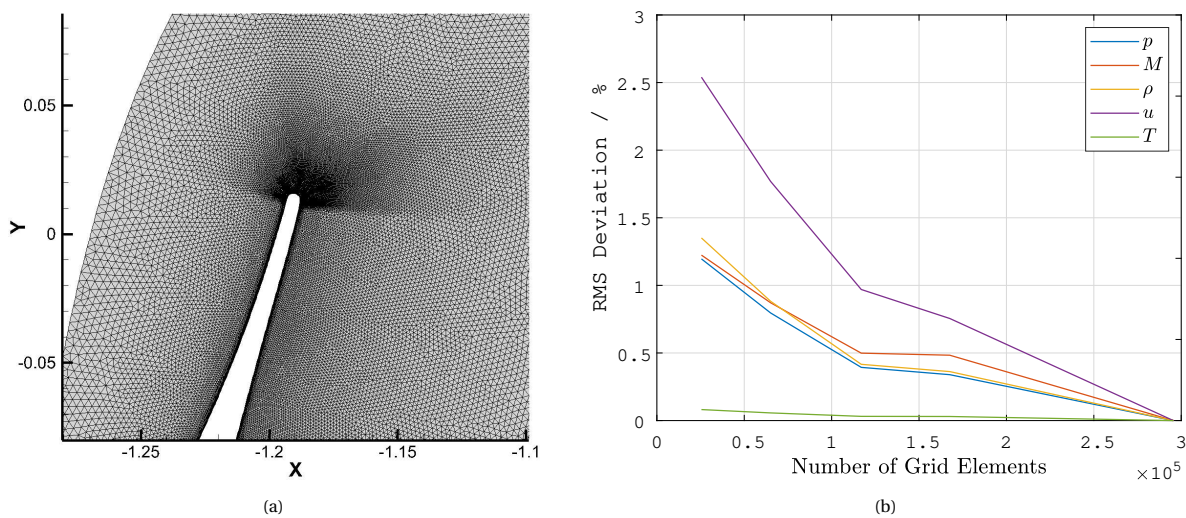 0.05
0
-0.05
Y
-1.25
-1.2
-1.15
-1.1
X
(a)
3
2.5
2
1.5
1
0.5
0
RMS Deviation / %
p
M
ρ
u
T
0
0.5
1
1.5
2
2.5
3
×10⁵
Number of Grid Elements
(b)